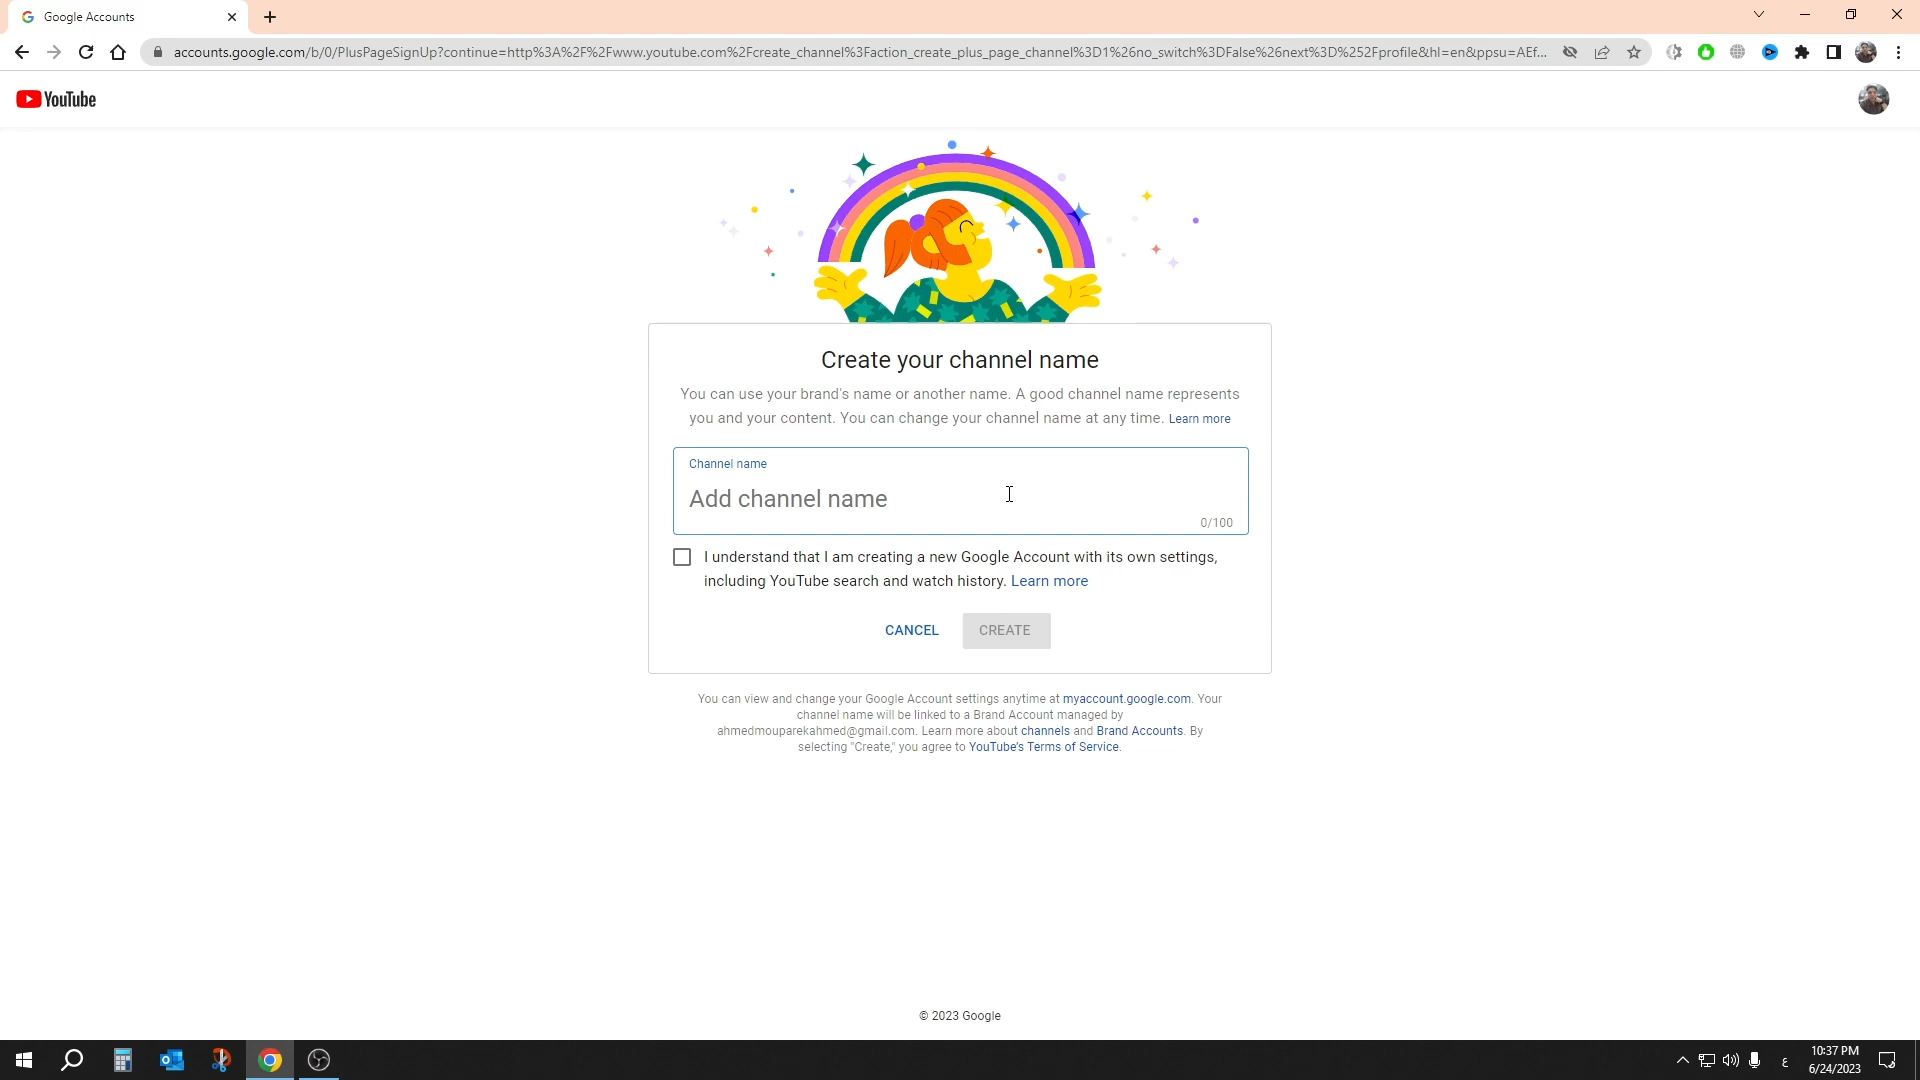 Google Accounts
accounts.google.com/b/0/PlusPageSignUp?continue=http%3A%2F%2Fwww.youtube.com%2Fcreate_channel%3Faction_create_plus_page_channel%3D1%26no_switch%3DFalse%26next%3D%252Fprofile&hl=en&ppsu=AEf...
YouTube
Create your channel name
You can use your brand's name or another name. A good channel name represents
you and your content. You can change your channel name at any time. Learn more
Channel name
Add channel name
0/100
I understand that I am creating a new Google Account with its own settings,
including YouTube search and watch history. Learn more
CANCEL CREATE
You can view and change your Google Account settings anytime at myaccount.google.com. Your
channel name will be linked to a Brand Account managed by
ahmedmouparekahmed@gmail.com. Learn more about channels and Brand Accounts. By
selecting "Create," you agree to YouTube's Terms of Service.
© 2023 Google
ع
10:37 PM
6/24/2023